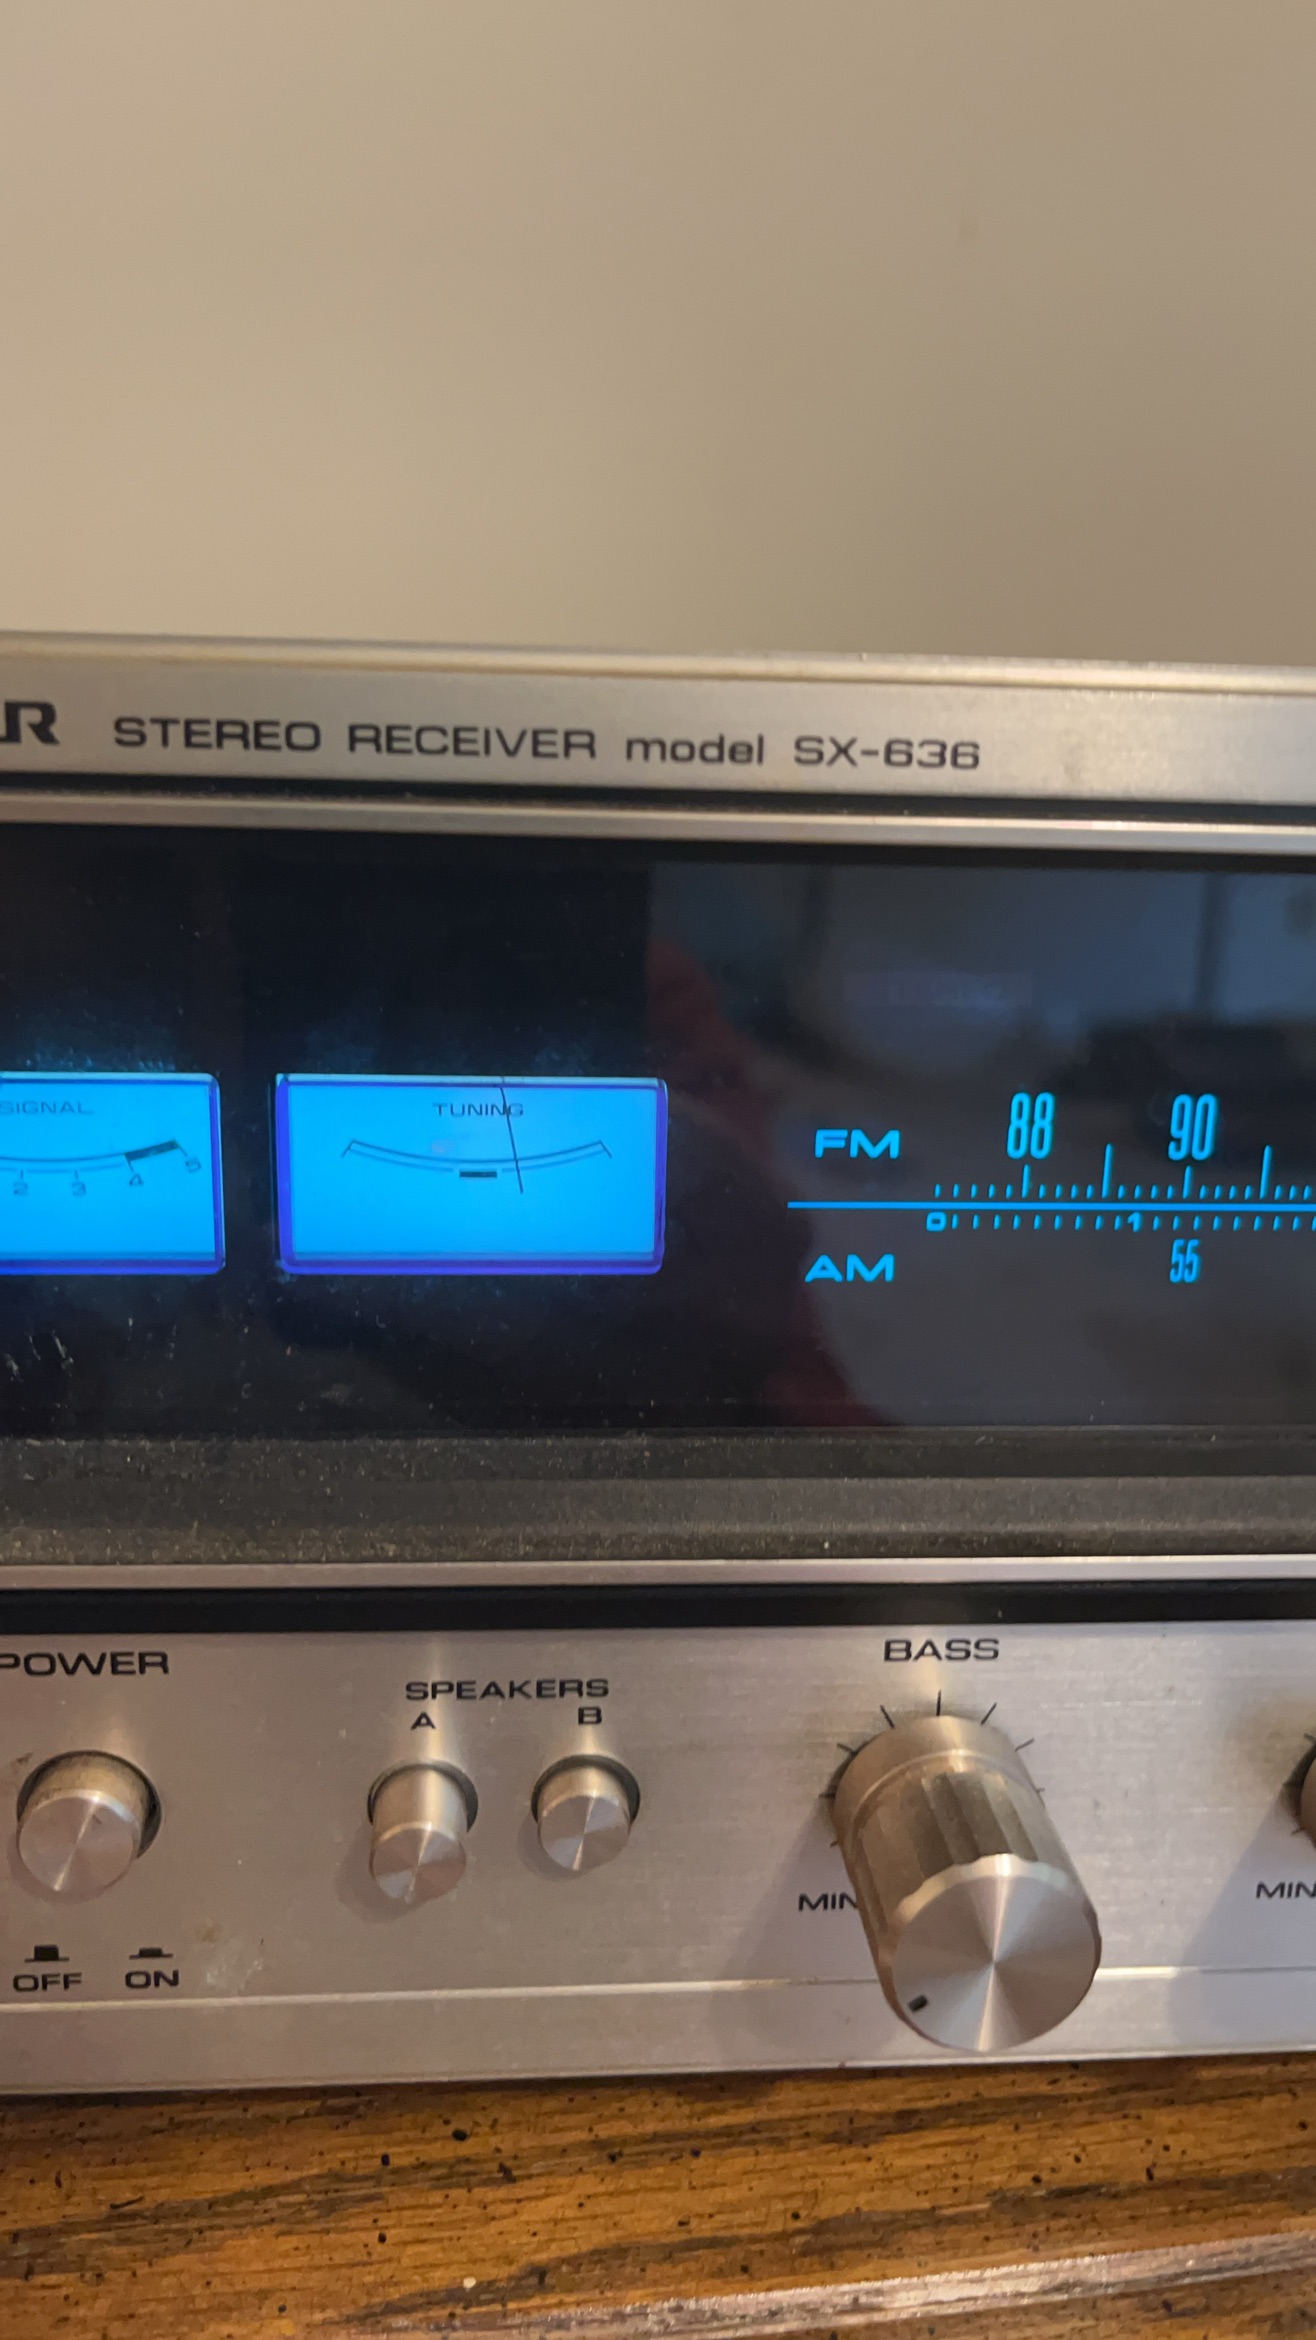 R STEREO RECEIVER model SX-636
SIGNAL
2 3 4 5
TUNING
FM 88 90
0 1
AM 55
POWER
OFF ON
SPEAKERS
A B
BASS
MIN
MIN